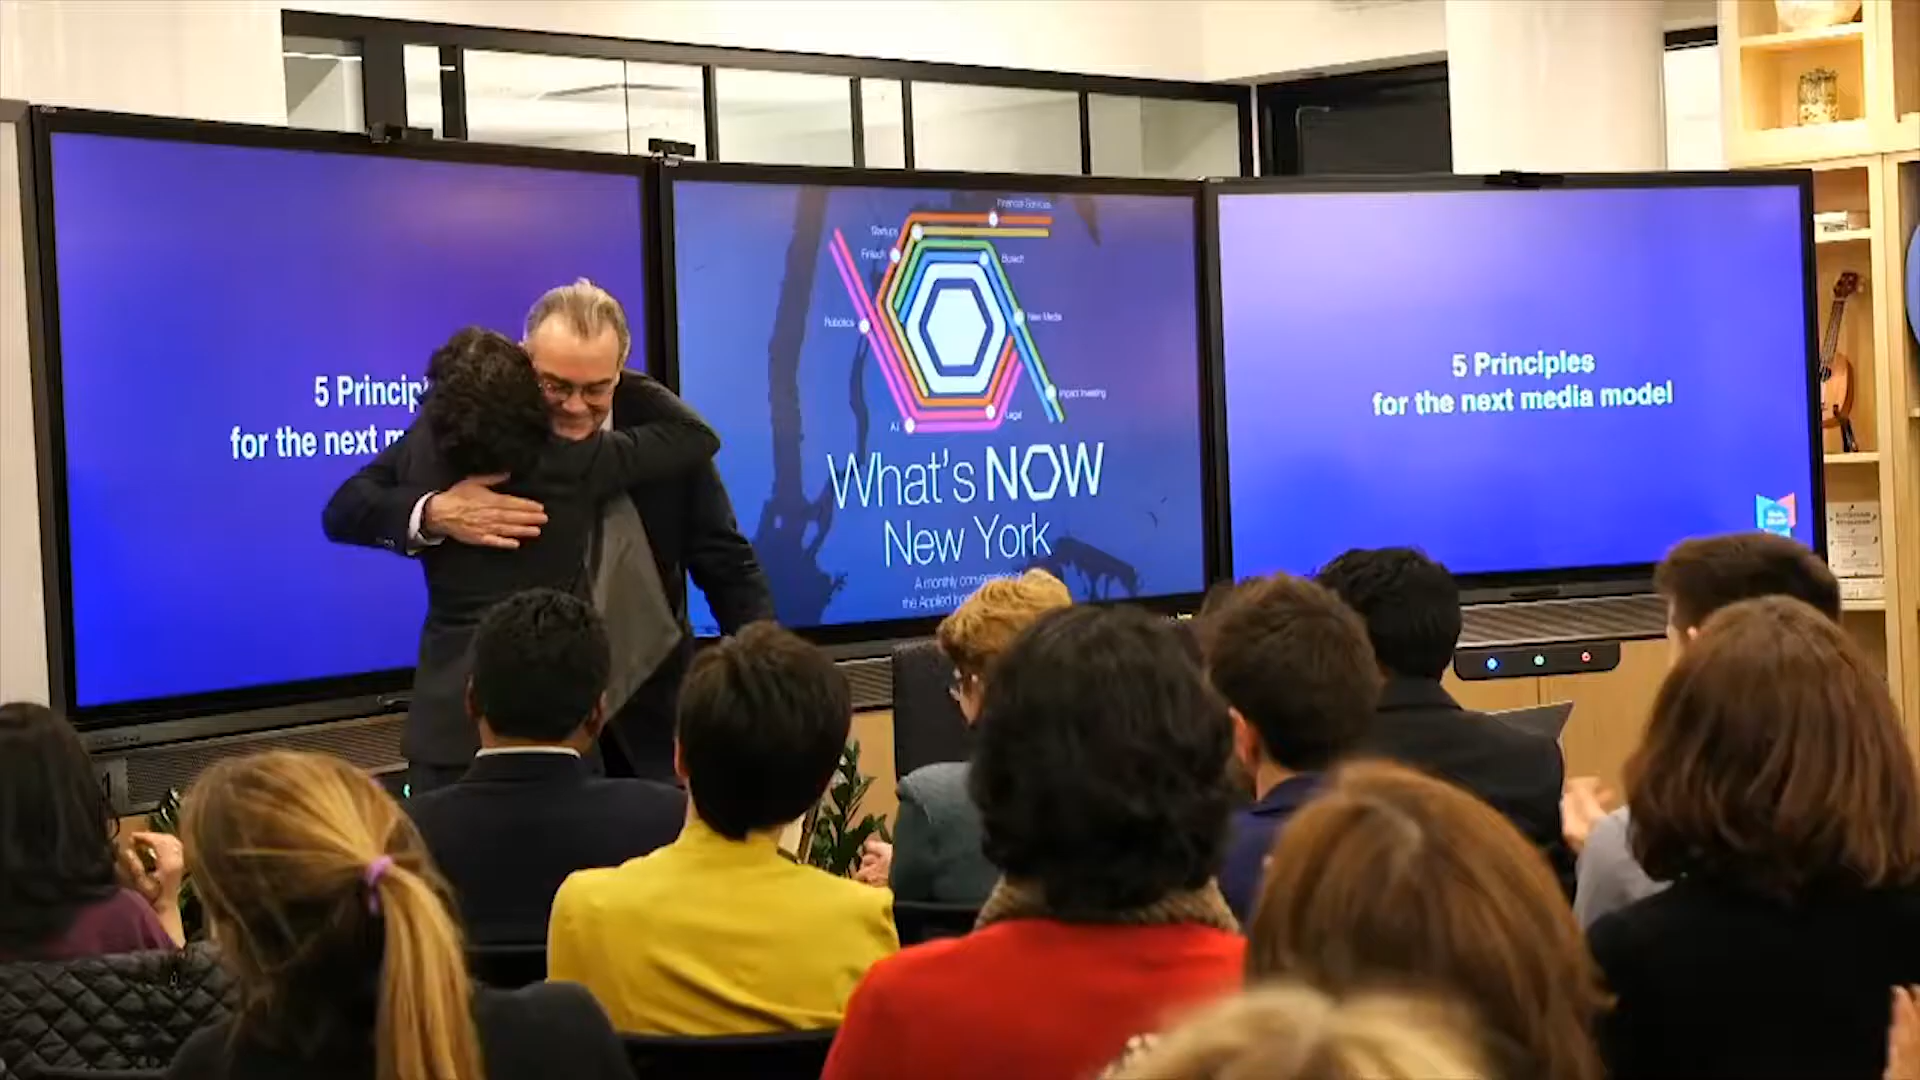 5 Princip
for the next m
Financial Services
Startups
Fintech
Biotech
Robotics
New Media
Impact Investing
Legal
A.I.
What's NOW
New York
A monthly conversation at
the Applied
5 Principles
for the next media model